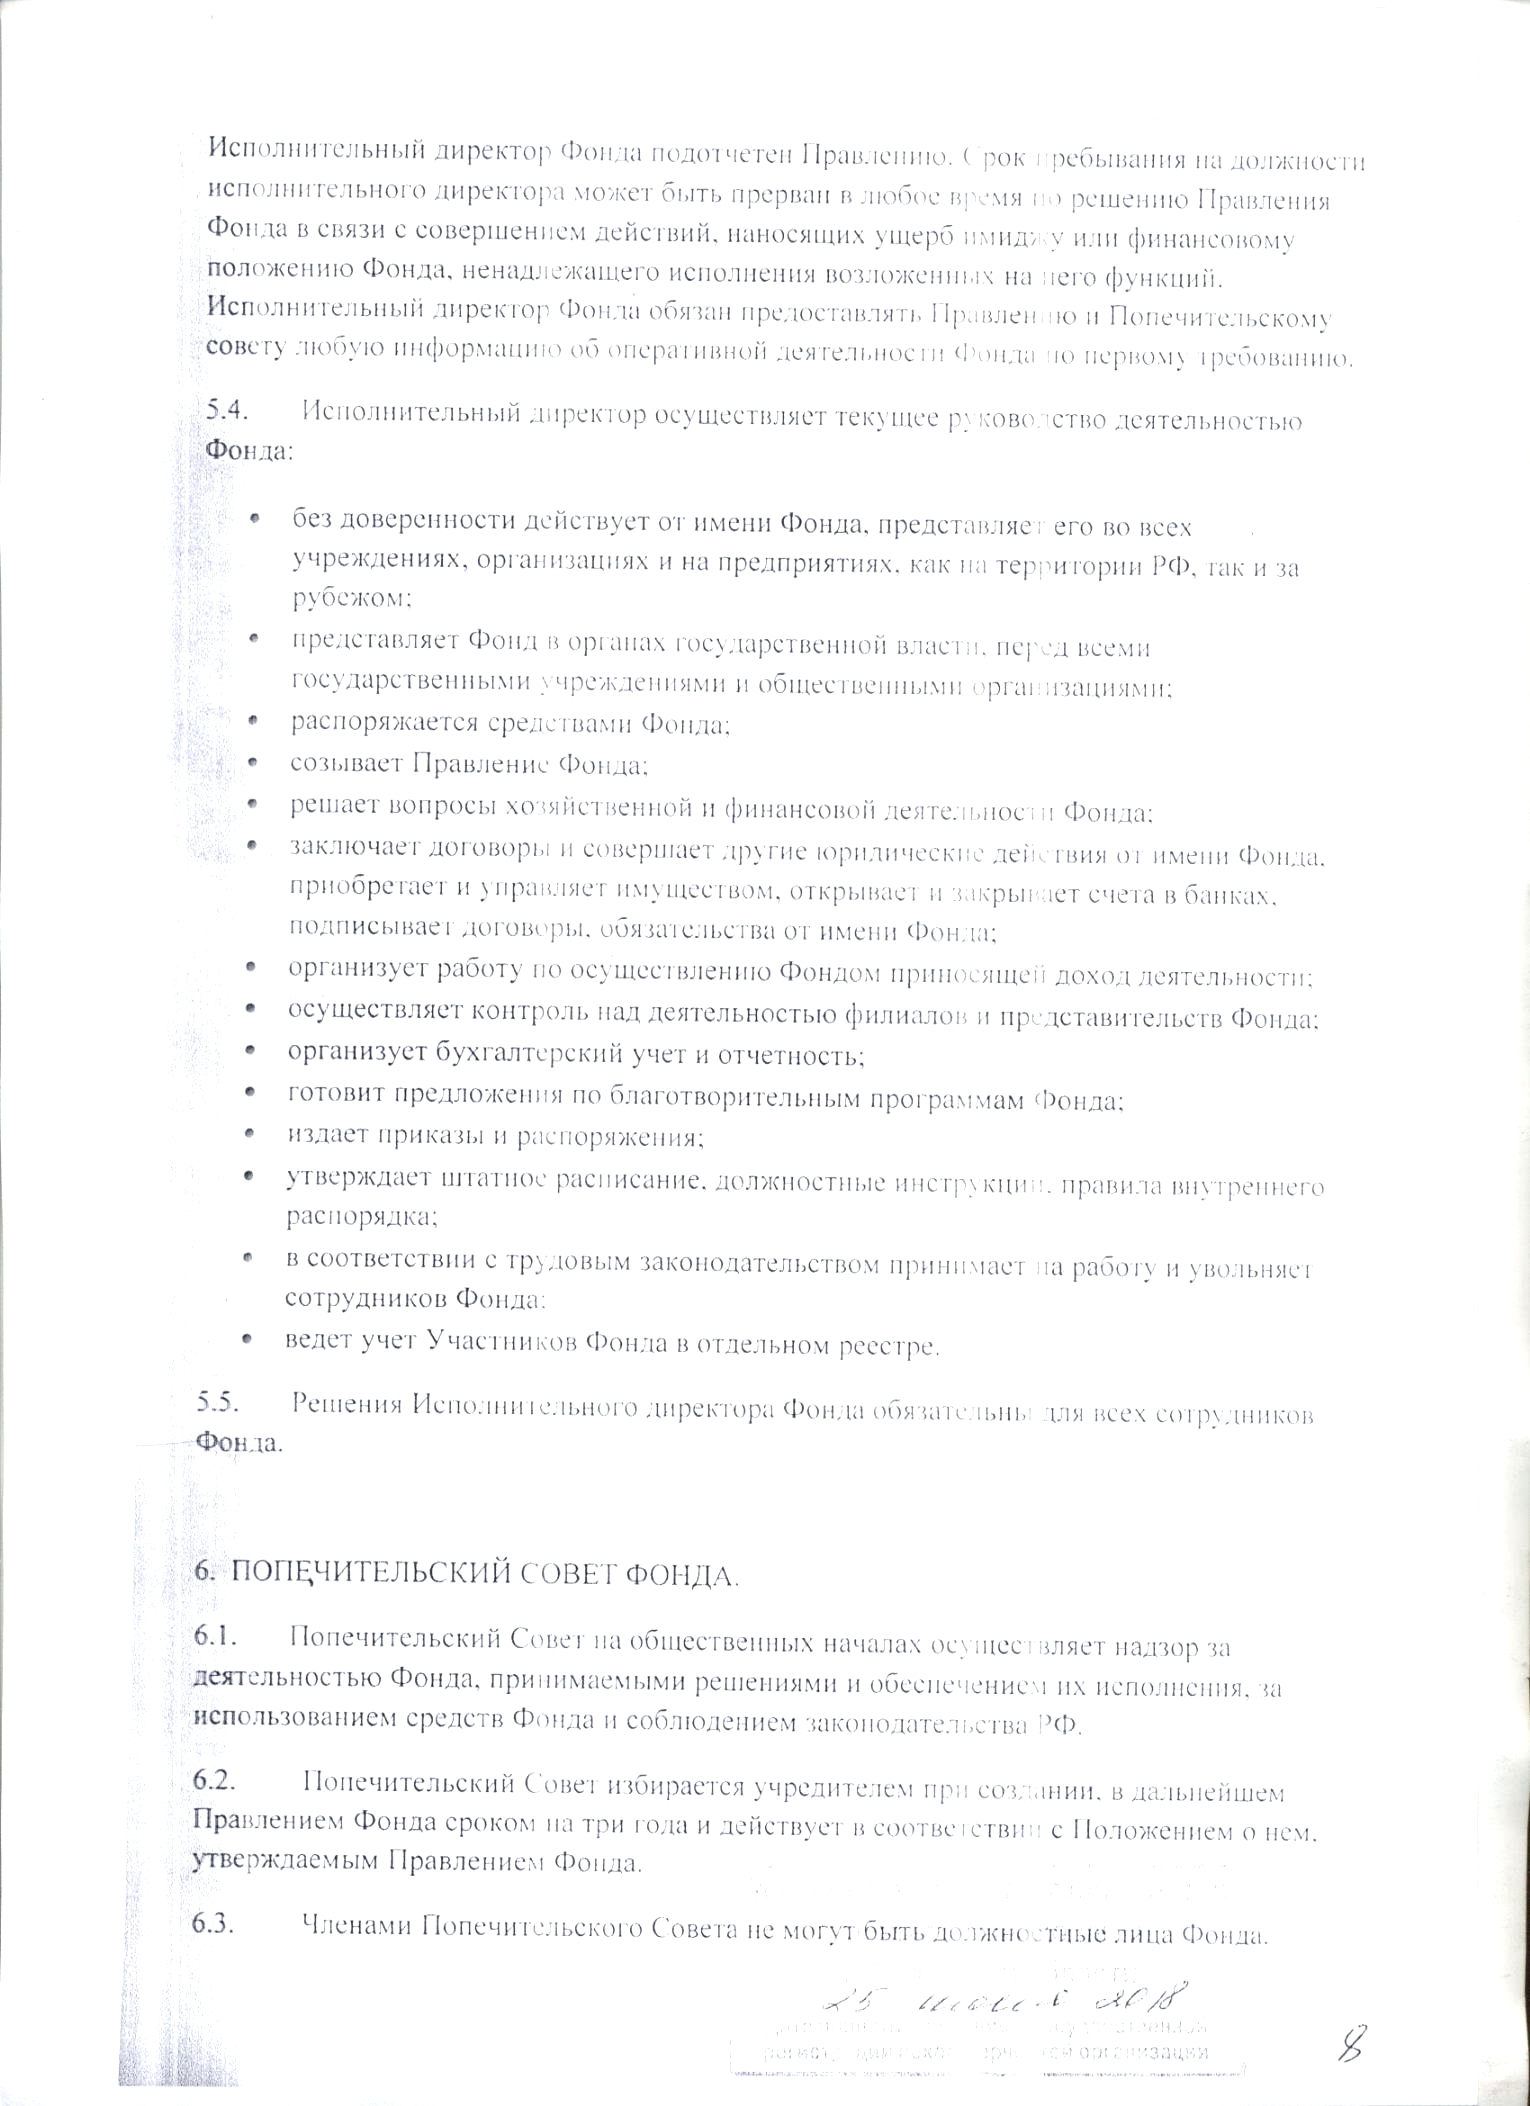 Исполнительный директор Фонда подотчетен Правлению. Срок пребывания на должности
исполнительного директора может быть прерван в любое время по решению Правления
Фонда в связи с совершением действий, наносящих ущерб имиджу или финансовому
положению Фонда, ненадлежащего исполнения возложенных на него функций.
Исполнительный директор Фонда обязан предоставлять Правлению и Попечительскому
совету любую информацию об оперативной деятельности Фонда по первому требованию.
5.4. Исполнительный директор осуществляет текущее руководство деятельностью
Фонда:
• без доверенности действует от имени Фонда, представляет его во всех
учреждениях, организациях и на предприятиях, как на территории РФ, так и за
рубежом;
• представляет Фонд в органах государственной власти, перед всеми
государственными учреждениями и общественными организациями;
• распоряжается средствами Фонда;
• созывает Правление Фонда;
• решает вопросы хозяйственной и финансовой деятельности Фонда;
• заключает договоры и совершает другие юридические действия от имени Фонда,
приобретает и управляет имуществом, открывает и закрывает счета в банках,
подписывает договоры, обязательства от имени Фонда;
• организует работу по осуществлению Фондом приносящей доход деятельности;
• осуществляет контроль над деятельностью филиалов и представительств Фонда;
• организует бухгалтерский учет и отчетность;
• готовит предложения по благотворительным программам Фонда;
• издает приказы и распоряжения;
• утверждает штатное расписание, должностные инструкции, правила внутреннего
распорядка;
• в соответствии с трудовым законодательством принимает на работу и увольняет
сотрудников Фонда;
• ведет учет Участников Фонда в отдельном реестре.
5.5. Решения Исполнительного директора Фонда обязательны для всех сотрудников
Фонда.
6. ПОПЕЧИТЕЛЬСКИЙ СОВЕТ ФОНДА.
6.1. Попечительский Совет на общественных началах осуществляет надзор за
деятельностью Фонда, принимаемыми решениями и обеспечением их исполнения, за
использованием средств Фонда и соблюдением законодательства РФ.
6.2. Попечительский Совет избирается учредителем при создании, в дальнейшем
Правлением Фонда сроком на три года и действует в соответствии с Положением о нем,
утверждаемым Правлением Фонда.
6.3. Членами Попечительского Совета не могут быть должностные лица Фонда.
25 2018
организации
8